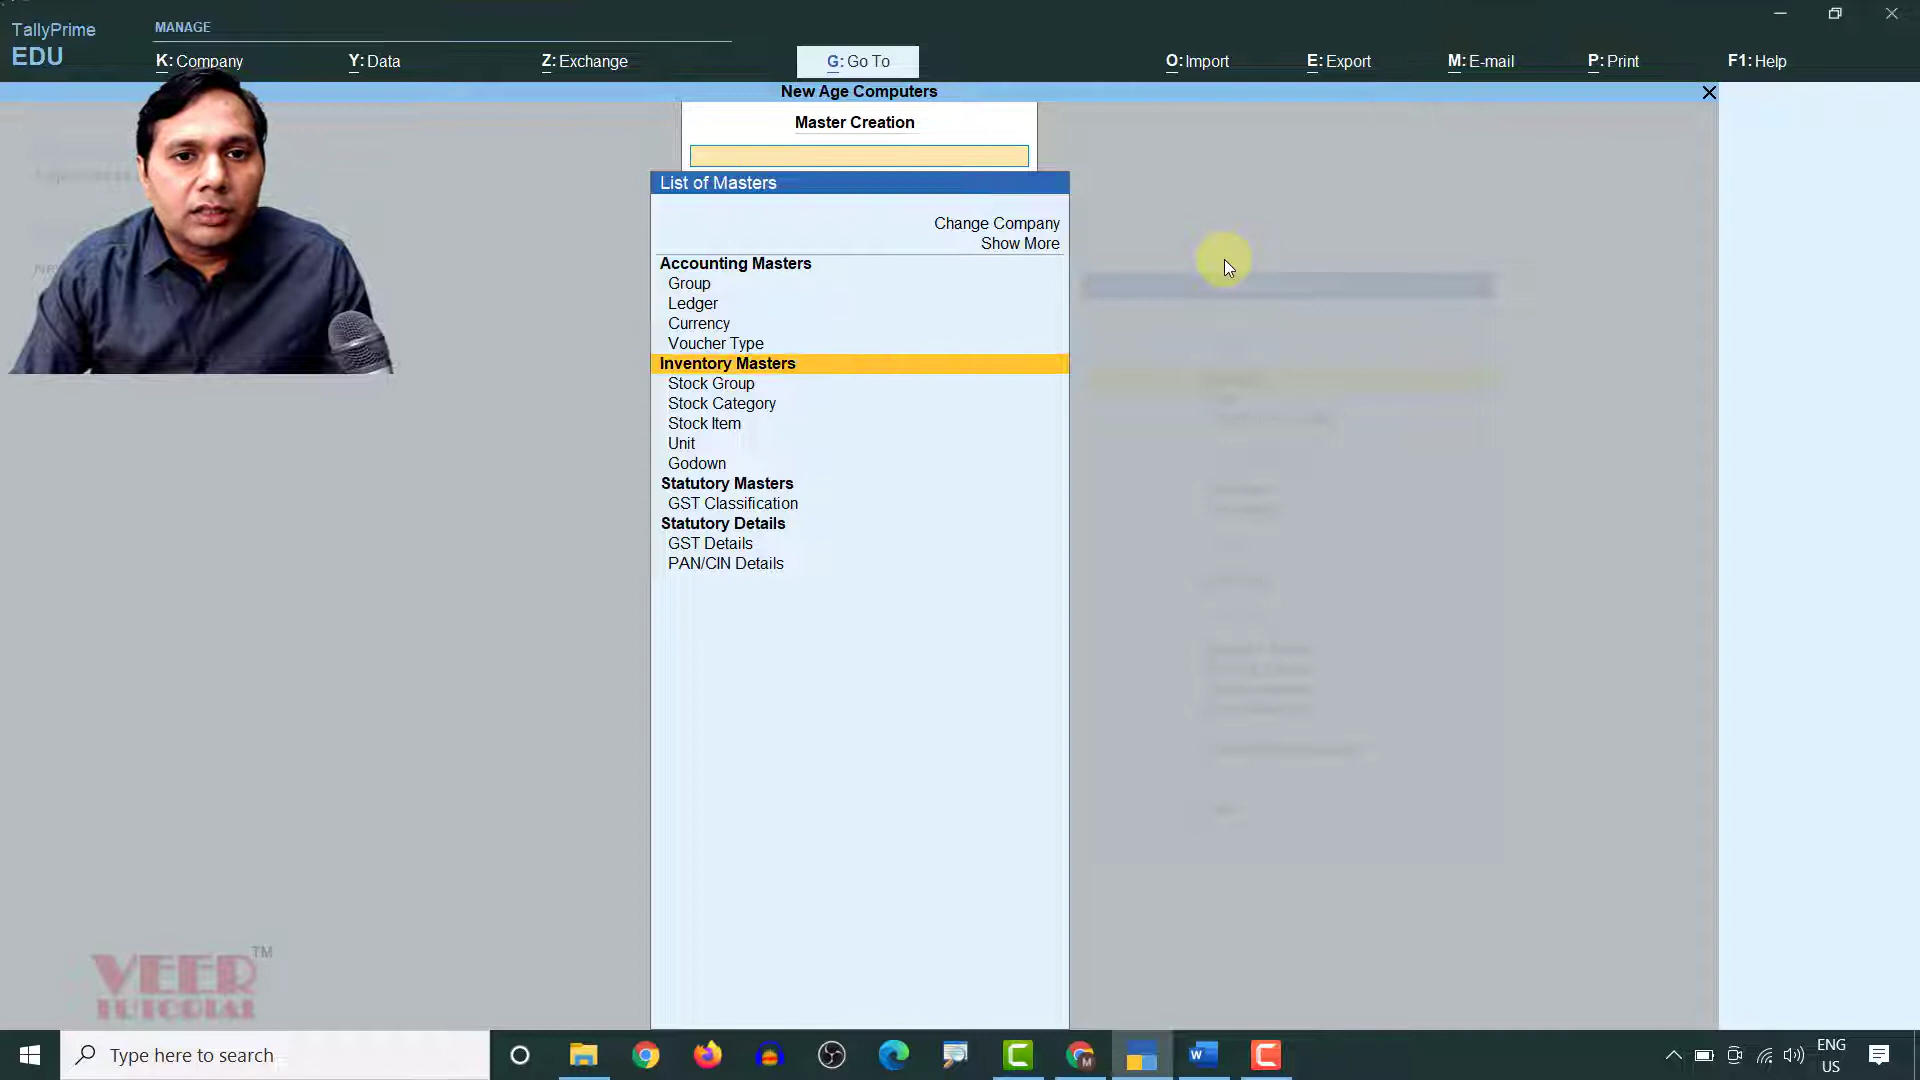 TallyPrime
EDU
MANAGE
K: Company
Y: Data
Z: Exchange
G: Go To
O: Import
E: Export
M: E-mail
P: Print
F1: Help
New Age Computers
Master Creation
List of Masters
Change Company
Show More
Accounting Masters
Group
Ledger
Currency
Voucher Type
Inventory Masters
Stock Group
Stock Category
Stock Item
Unit
Godown
Statutory Masters
GST Classification
Statutory Details
GST Details
PAN/CIN Details
VEER TM
TUTORIAL
Type here to search
ENG
US